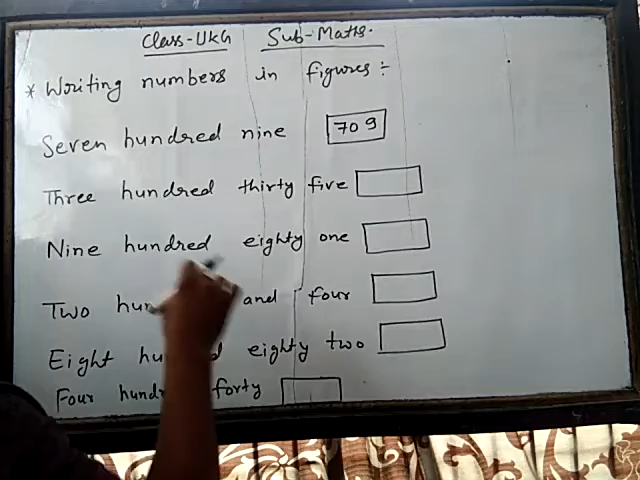 Class-UKG Sub-Maths.
* Writing numbers in figures :-
Seven hundred nine 709
Three hundred thirty five
Nine hundred eighty one
Two and four
Eight eighty two
Four forty